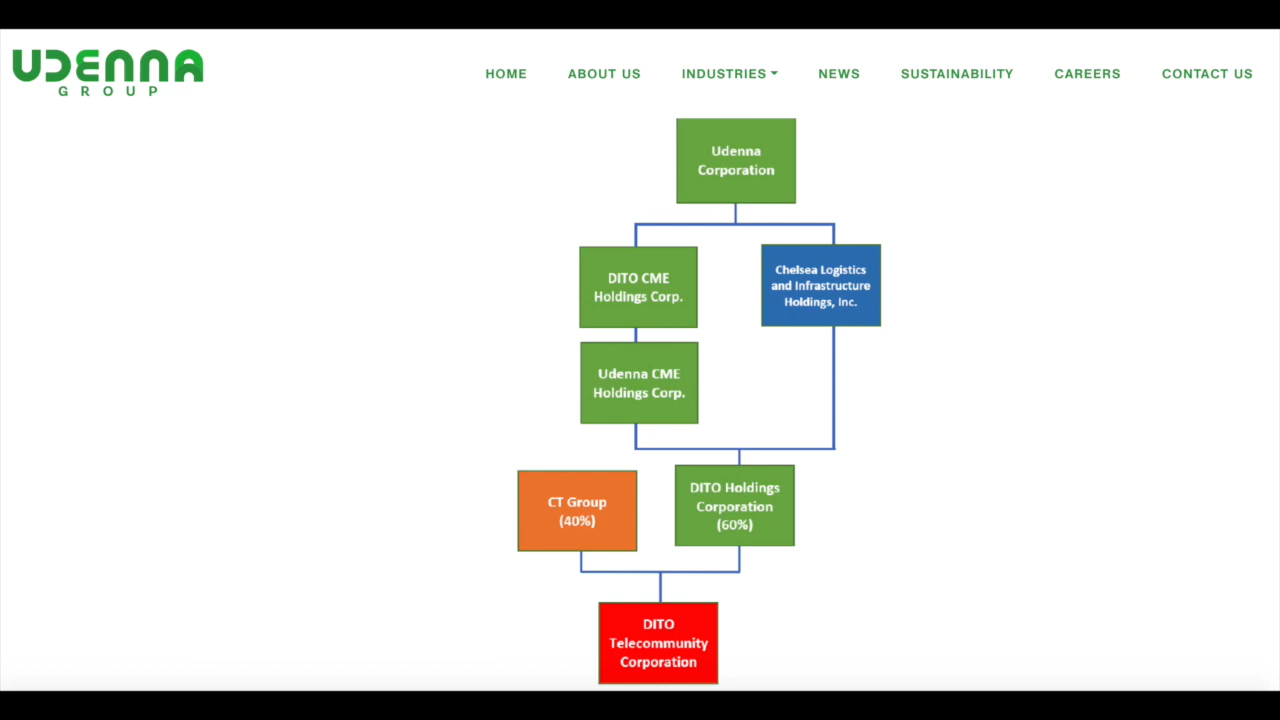 UDENNA
GROUP
HOME ABOUT US INDUSTRIES NEWS SUSTAINABILITY CAREERS CONTACT US
Udenna
Corporation
DITO CME
Holdings Corp.
Chelsea Logistics
and Infrastructure
Holdings, Inc.
Udenna CME
Holdings Corp.
CT Group
(40%)
DITO Holdings
Corporation
(60%)
DITO
Telecommunity
Corporation